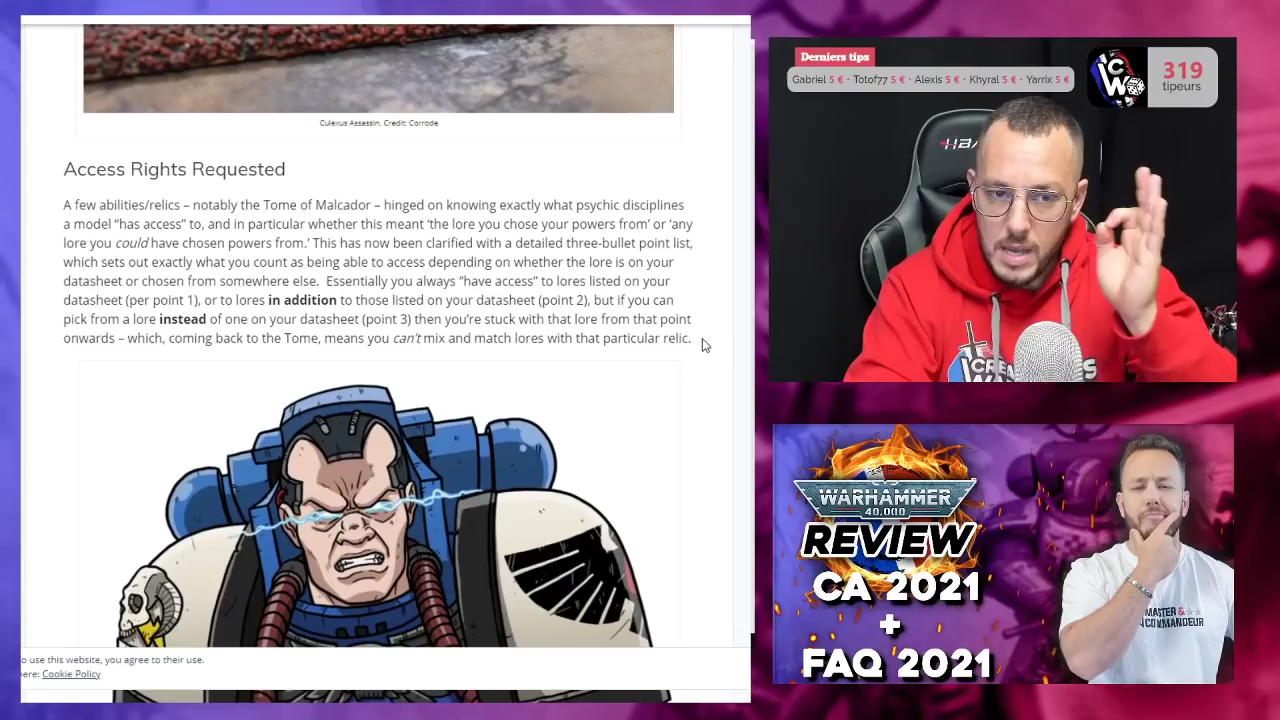 Culexus Assassin. Credit: Corrode
Access Rights Requested
A few abilities/relics – notably the Tome of Malcador – hinged on knowing exactly what psychic disciplines
a model “has access” to, and in particular whether this meant ‘the lore you chose your powers from’ or ‘any
lore you could have chosen powers from.’ This has now been clarified with a detailed three-bullet point list,
which sets out exactly what you count as being able to access depending on whether the lore is on your
datasheet or chosen from somewhere else.  Essentially you always “have access” to lores listed on your
datasheet (per point 1), or to lores in addition to those listed on your datasheet (point 2), but if you can
pick from a lore instead of one on your datasheet (point 3) then you’re stuck with that lore from that point
onwards – which, coming back to the Tome, means you can’t mix and match lores with that particular relic.
o use this website, you agree to their use.
ere: Cookie Policy
Derniers tips
Gabriel 5 € - Totof77 5 € - Alexis 5 € - Khyral 5 € - Yarrix 5 €
CW
319
tipeurs
HBA
WARHAMMER
40,000
REVIEW
CA 2021
+
FAQ 2021
MASTER &
COMMANDEUR